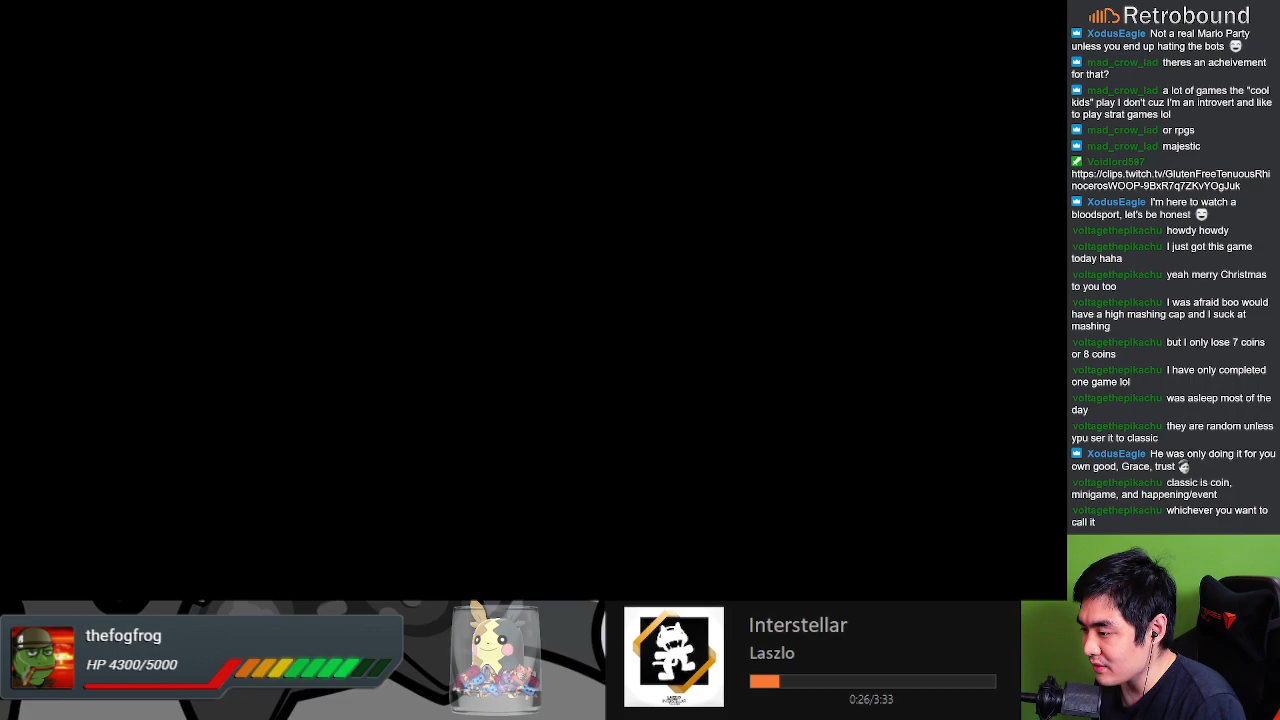 Retrobound
XodusEagle Not a real Mario Party
unless you end up hating the bots
mad_crow_lad theres an acheivement
for that?
mad_crow_lad a lot of games the "cool
kids" play I don't cuz I'm an introvert and like
to play strat games lol
mad_crow_lad or rpgs
mad_crow_lad majestic
Voidlord597
https://clips.twitch.tv/GlutenFreeTenuousRhi
nocerosWOOP-9BxR7q7ZKvYOgJuk
XodusEagle I'm here to watch a
bloodsport, let's be honest
voltagethepikachu howdy howdy
voltagethepikachu I just got this game
today haha
voltagethepikachu yeah merry Christmas
to you too
voltagethepikachu I was afraid boo would
have a high mashing cap and I suck at
mashing
voltagethepikachu but I only lose 7 coins
or 8 coins
voltagethepikachu I have only completed
one game lol
voltagethepikachu was asleep most of the
day
voltagethepikachu they are random unless
ypu ser it to classic
XodusEagle He was only doing it for you
own good, Grace, trust
voltagethepikachu classic is coin,
minigame, and happening/event
voltagethepikachu whichever you want to
call it
thefogfrog
HP 4300/5000
Interstellar
Laszlo
0:26/3:33